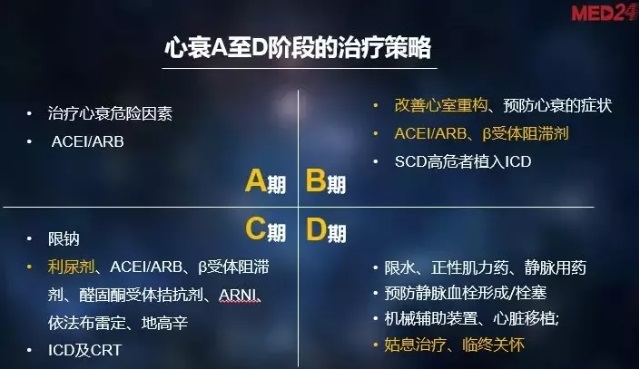 MED24
心衰A至D阶段的治疗策略
• 治疗心衰危险因素
• ACEI/ARB
A期
• 改善心室重构、预防心衰的症状
• ACEI/ARB、β受体阻滞剂
• SCD高危者植入ICD
B期
C期
• 限钠
• 利尿剂、ACEI/ARB、β受体阻滞
剂、醛固酮受体拮抗剂、ARNI、
依法布雷定、地高辛
• ICD及CRT
D期
• 限水、正性肌力药、静脉用药
• 预防静脉血栓形成/栓塞
• 机械辅助装置、心脏移植;
• 姑息治疗、临终关怀